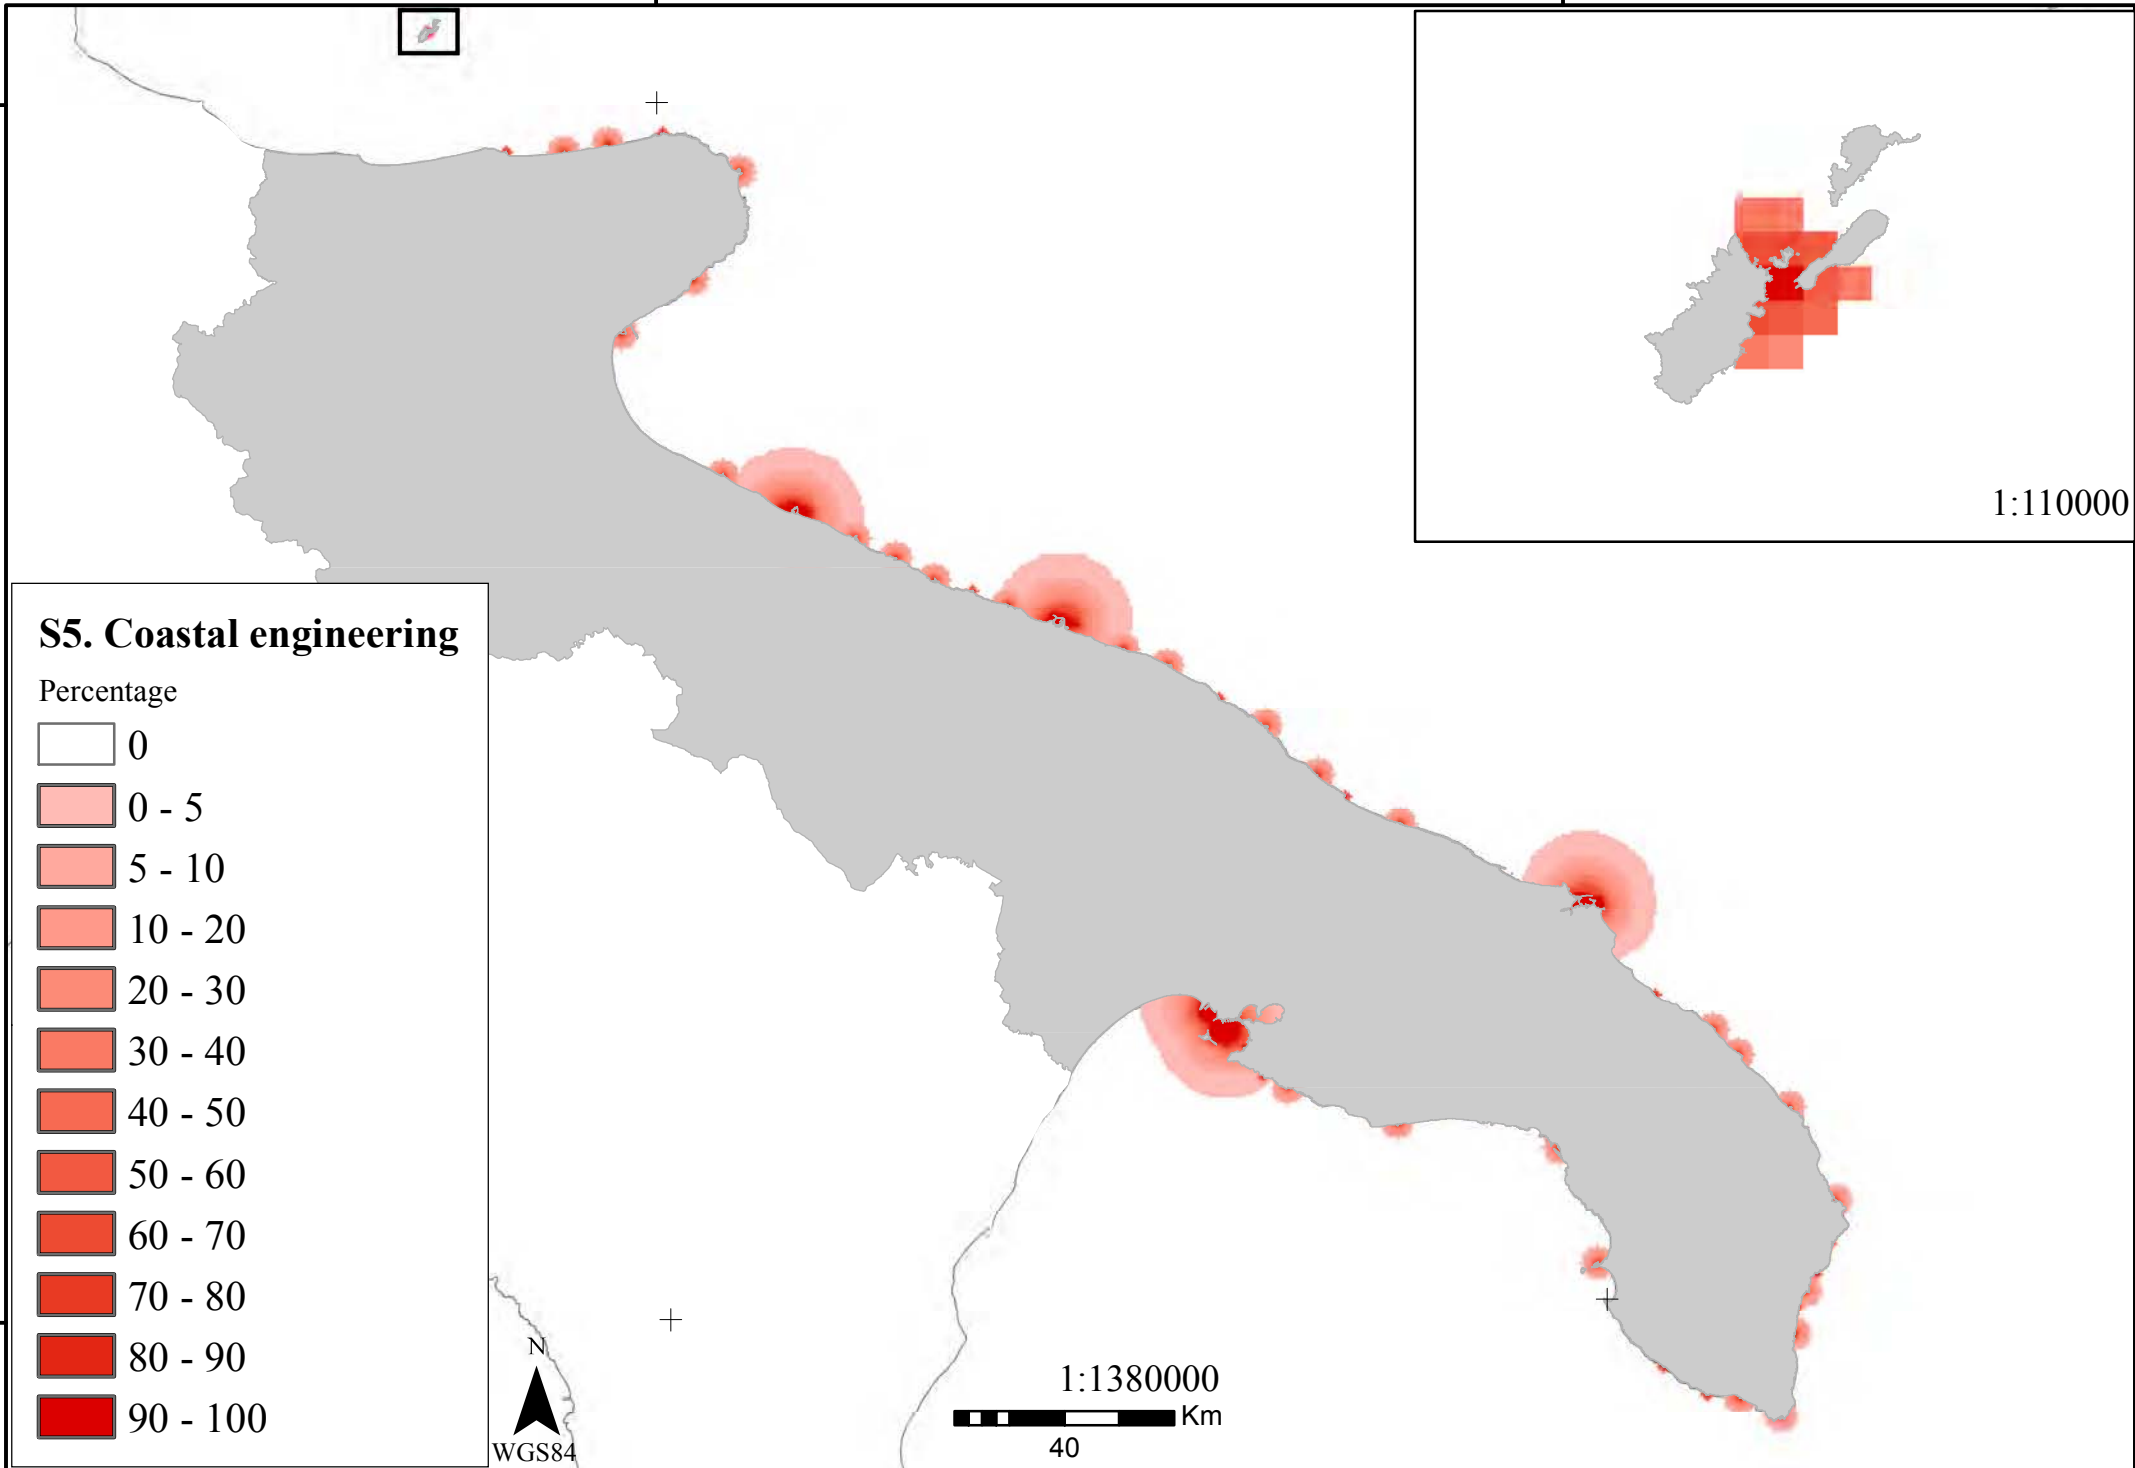 1:110000
S5. Coastal engineering
Percentage
0
0 - 5
5 - 10
10 - 20
20 - 30
30 - 40
40 - 50
50 - 60
60 - 70
70 - 80
80 - 90
90 - 100
N
WGS84
1:1380000
Km
40